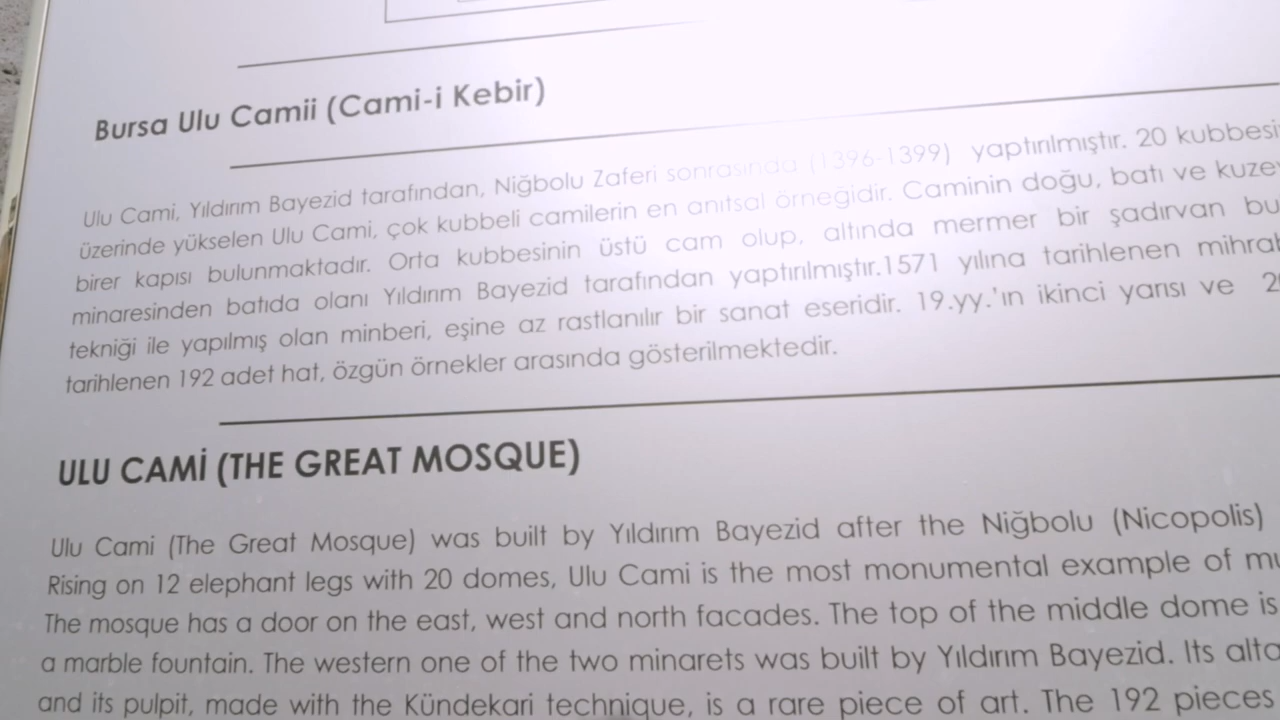 Bursa Ulu Camii (Cami-i Kebir)
Ulu Cami, Yıldırım Bayezid tarafından, Niğbolu Zaferi sonrasında (1396-1399) yaptırılmıştır. 20 kubbesi
üzerinde yükselen Ulu Cami, çok kubbeli camilerin en anıtsal örneğidir. Caminin doğu, batı ve
birer kapısı bulunmaktadır. Orta kubbesinin üstü cam olup, altında mermer bir şadırvan
minaresinden batıda olanı Yıldırım Bayezid tarafından yaptırılmıştır.1571 yılına tarihlenen
tekniği ile yapılmış olan minberi, eşine az rastlanılır bir sanat eseridir. 19.yy.'ın ikinci yarısı ve
tarihlenen 192 adet hat, özgün örnekler arasında gösterilmektedir.
ULU CAMİ (THE GREAT MOSQUE)
Ulu Cami (The Great Mosque) was built by Yıldırım Bayezid after the Niğbolu (Nicopolis)
Rising on 12 elephant legs with 20 domes, Ulu Cami is the most monumental example of
The mosque has a door on the east, west and north facades. The top of the middle dome is
a marble fountain. The western one of the two minarets was built by Yıldırım Bayezid. Its
and its pulpit, made with the Kündekari technique, is a rare piece of art. The 192 pieces